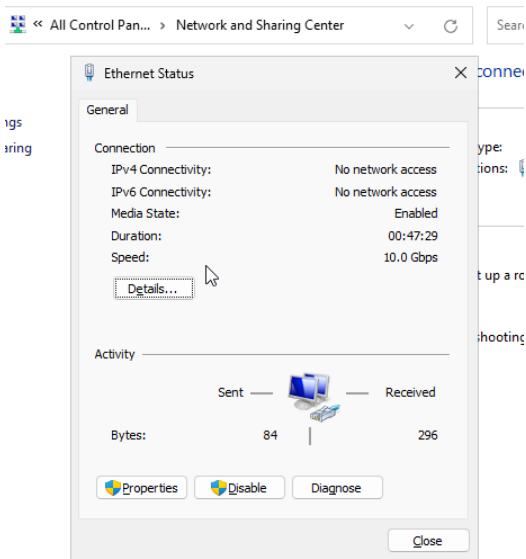 « All Control Pan... > Network and Sharing Center
Sear
Ethernet Status
connec
General
ngs
aring
Connection
ype:
IPv4 Connectivity: No network access
tions:
IPv6 Connectivity: No network access
Media State: Enabled
Duration: 00:47:29
Speed: 10.0 Gbps
t up a ro
Details...
shooting
Activity
Sent — — Received
Bytes: 84 | 296
Properties Disable Diagnose
Close